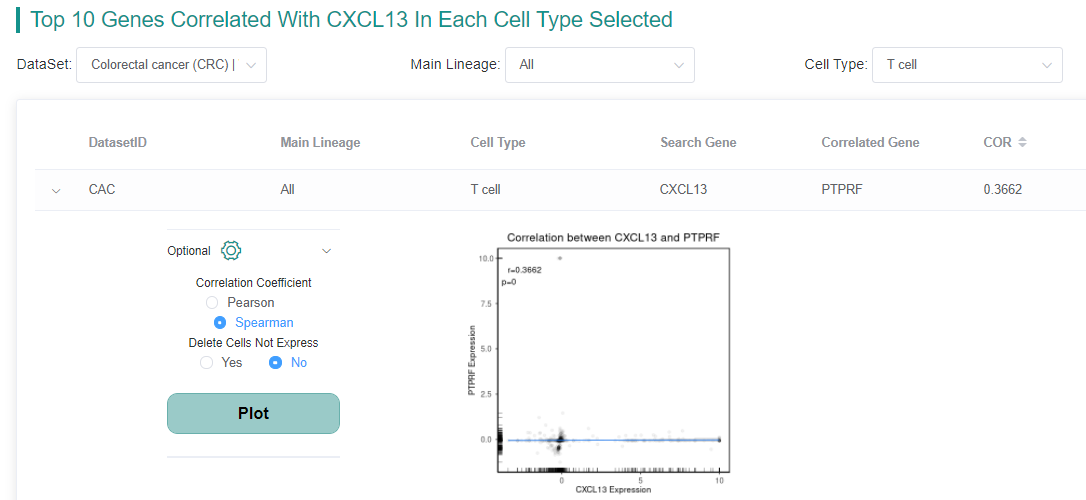 Top 10 Genes Correlated With CXCL13 In Each Cell Type Selected
DataSet: Colorectal cancer (CRC) | Main Lineage: All Cell Type: T cell
DatasetID Main Lineage Cell Type Search Gene Correlated Gene COR
CAC All T cell CXCL13 PTPRF 0.3662
Optional
Correlation Coefficient
Pearson
Spearman
Delete Cells Not Express
Yes No
Plot
Correlation between CXCL13 and PTPRF
r=0.3662
p=0
10.0
7.5
5.0
2.5
0.0
PTPRF Expression
0 5 10
CXCL13 Expression